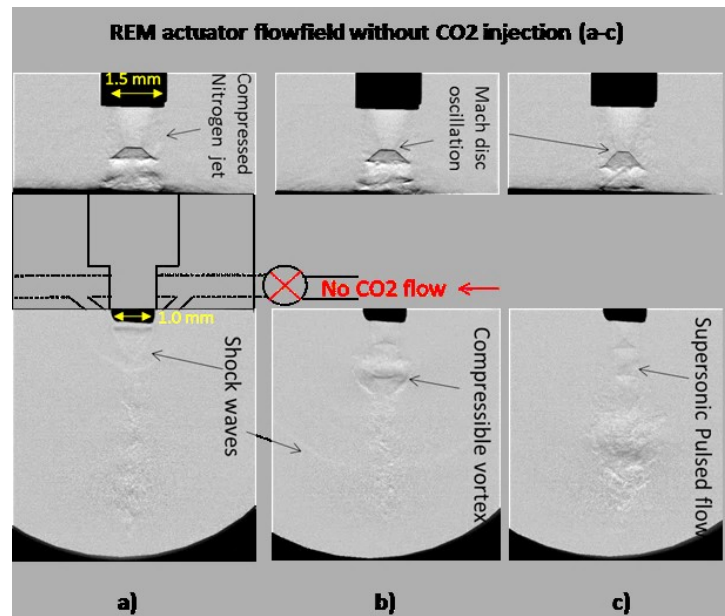 REM actuator flowfield without CO2 injection (a-c)
1.5 mm
Compressed
Nitrogen jet
Mach disc
oscillation
No CO2 flow
1.0 mm
Shock waves
Compressible
vortex
Supersonic
Pulsed flow
a)
b)
c)